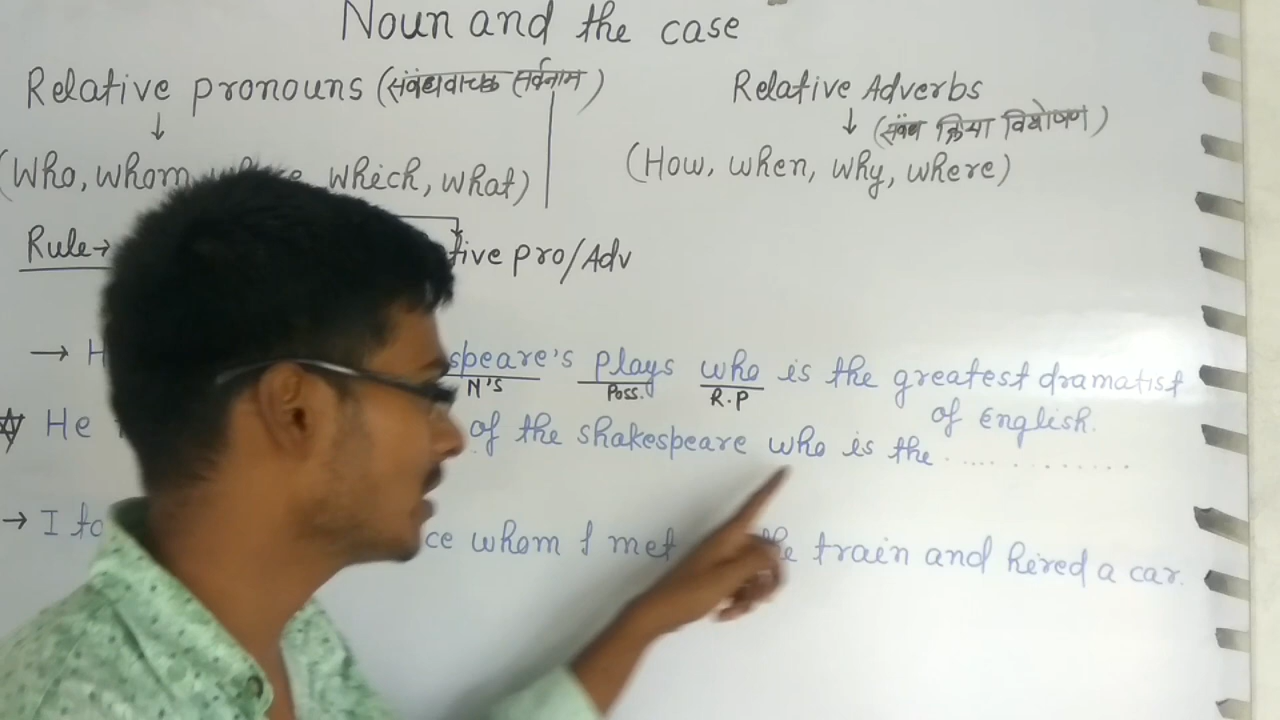 Noun and the case
Relative pronouns (संबंधवाचक सर्वनाम) Relative Adverbs
↓ ↓ (संबंध क्रिया विशेषण)
(Who, whom, which, what) (How, when, why, where)
Rule→ tive pro/Adv
→ H speare's plays who is the greatest dramatist
N'S Poss. R.P of English.
☆ He of the shakespeare who is the ............
→ I to ce whom I met the train and hired a car.